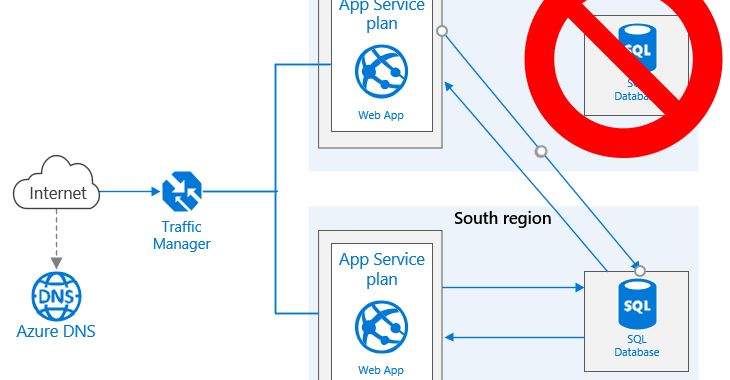 App Service
plan
Web App
SQL
SQL
Database
Internet
Traffic
Manager
DNS
Azure DNS
South region
App Service
plan
Web App
SQL
SQL
Database